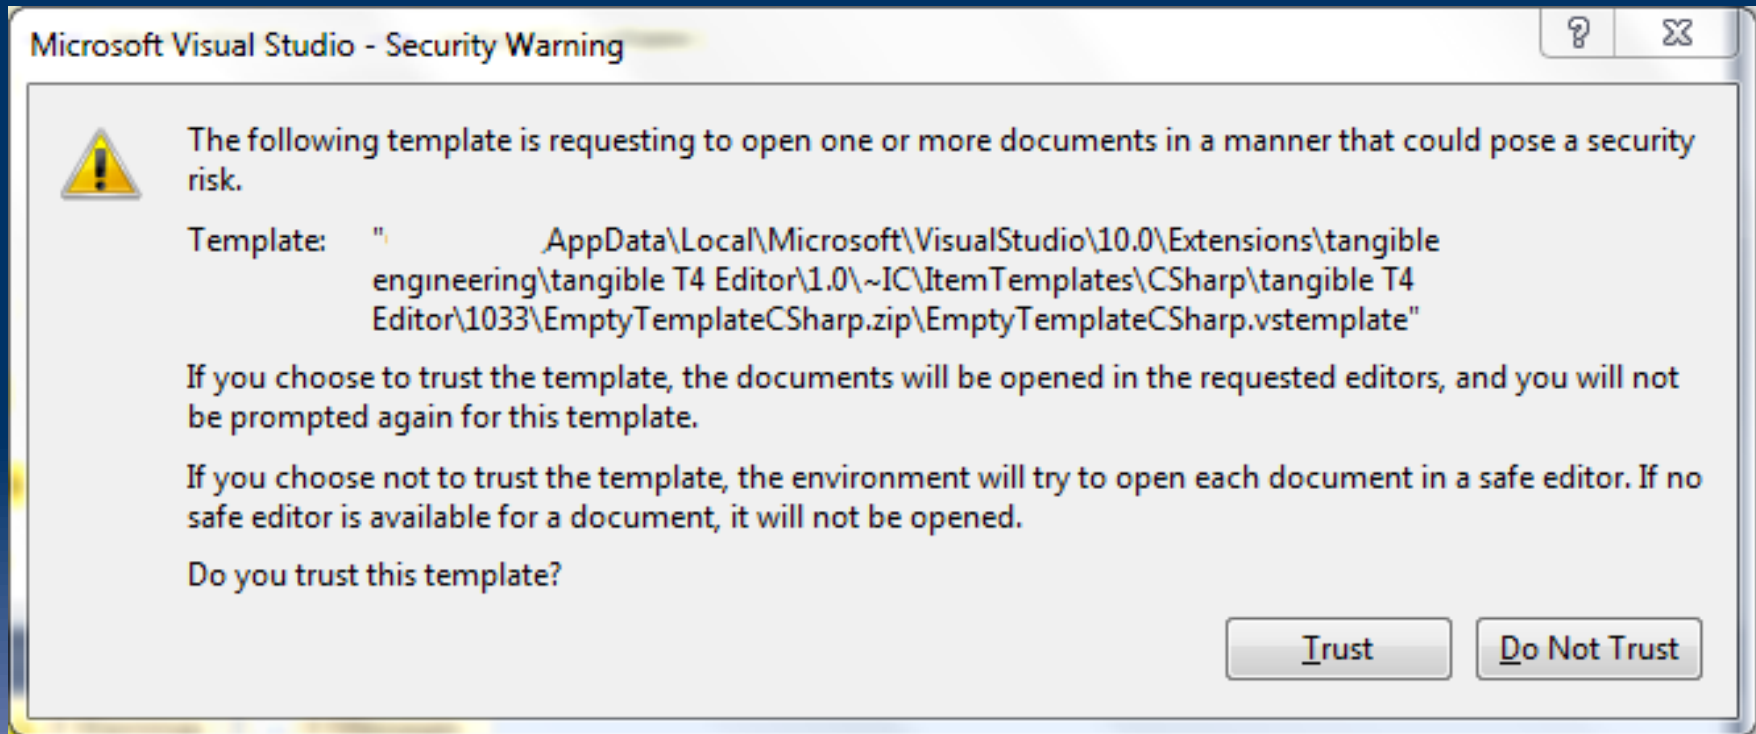 Microsoft Visual Studio - Security Warning
The following template is requesting to open one or more documents in a manner that could pose a security
risk.
Template: " AppData\Local\Microsoft\VisualStudio\10.0\Extensions\tangible
engineering\tangible T4 Editor\1.0\~IC\ItemTemplates\CSharp\tangible T4
Editor\1033\EmptyTemplateCSharp.zip\EmptyTemplateCSharp.vstemplate"
If you choose to trust the template, the documents will be opened in the requested editors, and you will not
be prompted again for this template.
If you choose not to trust the template, the environment will try to open each document in a safe editor. If no
safe editor is available for a document, it will not be opened.
Do you trust this template?
Trust Do Not Trust